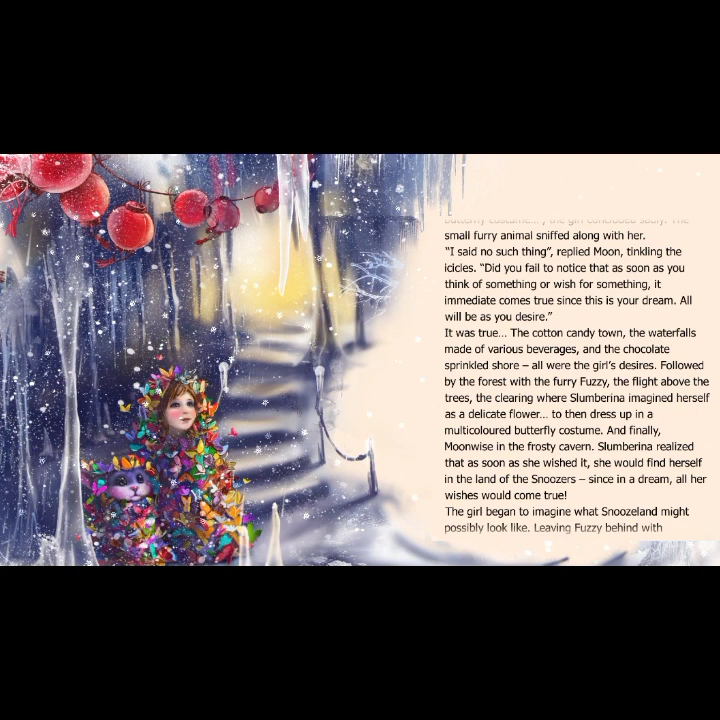 butterfly costume...", the girl concluded sadly. The
small furry animal sniffed along with her.
“I said no such thing”, replied Moon, tinkling the
icicles. “Did you fail to notice that as soon as you
think of something or wish for something, it
immediate comes true since this is your dream. All
will be as you desire.”
It was true... The cotton candy town, the waterfalls
made of various beverages, and the chocolate
sprinkled shore – all were the girl’s desires. Followed
by the forest with the furry Fuzzy, the flight above the
trees, the clearing where Slumberina imagined herself
as a delicate flower... to then dress up in a
multicoloured butterfly costume. And finally,
Moonwise in the frosty cavern. Slumberina realized
that as soon as she wished it, she would find herself
in the land of the Snoozers – since in a dream, all her
wishes would come true!
The girl began to imagine what Snoozeland might
possibly look like. Leaving Fuzzy behind with